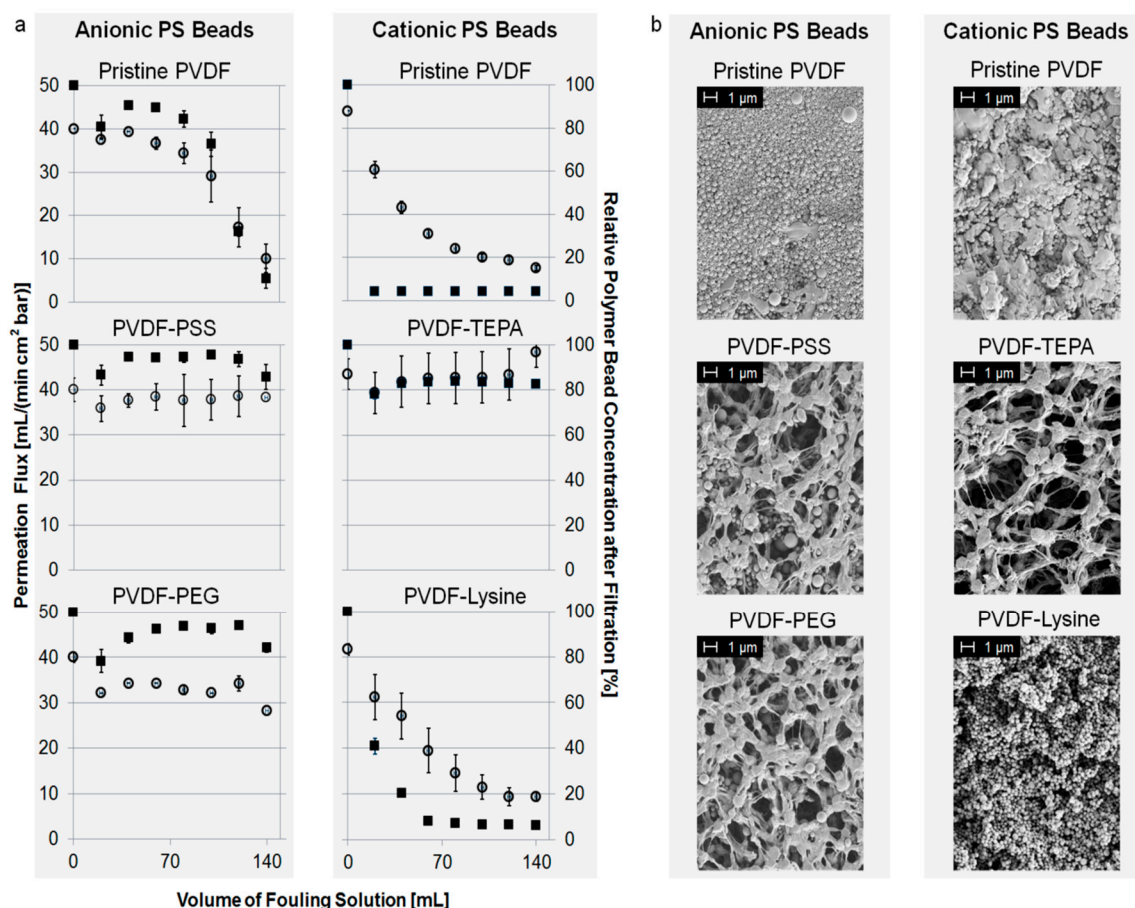 a
Anionic PS Beads
Cationic PS Beads
Pristine PVDF
Pristine PVDF
50
40
30
20
10
0
100
80
60
40
20
0
PVDF-PSS
PVDF-TEPA
50
40
30
20
10
0
100
80
60
40
20
0
PVDF-PEG
PVDF-Lysine
50
40
30
20
10
0
100
80
60
40
20
0
0 70 140
0 70 140
Permeation Flux [mL/(min cm² bar)]
Relative Polymer Bead Concentration after Filtration [%]
Volume of Fouling Solution [mL]
b
Anionic PS Beads
Cationic PS Beads
Pristine PVDF
Pristine PVDF
1 µm
1 µm
PVDF-PSS
PVDF-TEPA
1 µm
1 µm
PVDF-PEG
PVDF-Lysine
1 µm
1 µm